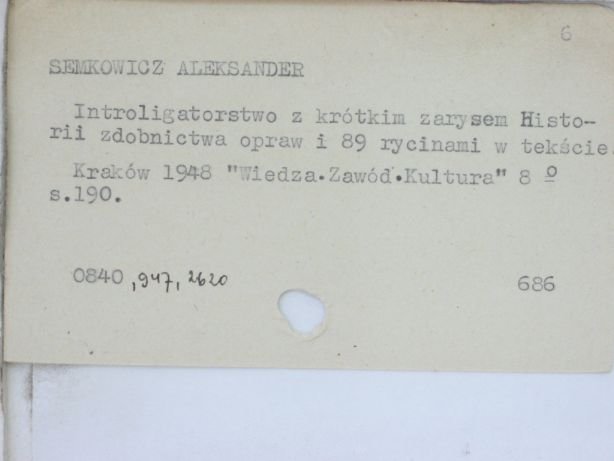 6
SEMKOWICZ ALEKSANDER
Introligatorstwo z krótkim zarysem Histo-
rii zdobnictwa opraw i 89 rycinami w tekście.
Kraków 1948 "Wiedza.Zawód.Kultura" 8 º
s.190.
0840 , 947, 2620
686